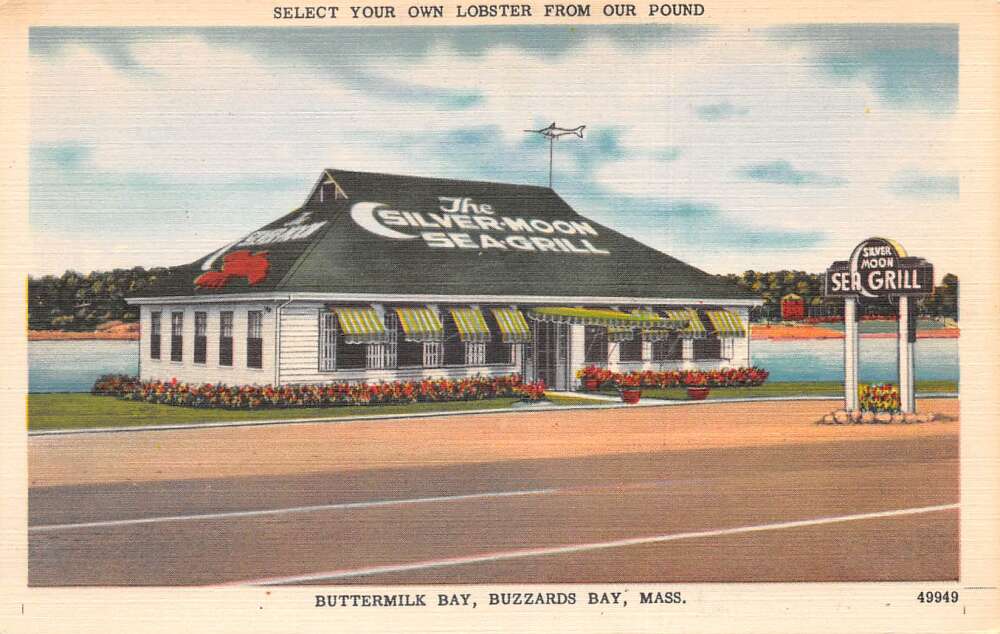 SELECT YOUR OWN LOBSTER FROM OUR POUND
The
SILVER·MOON
SEA·GRILL
SILVER
MOON
SEA GRILL
BUTTERMILK BAY, BUZZARDS BAY, MASS.
49949